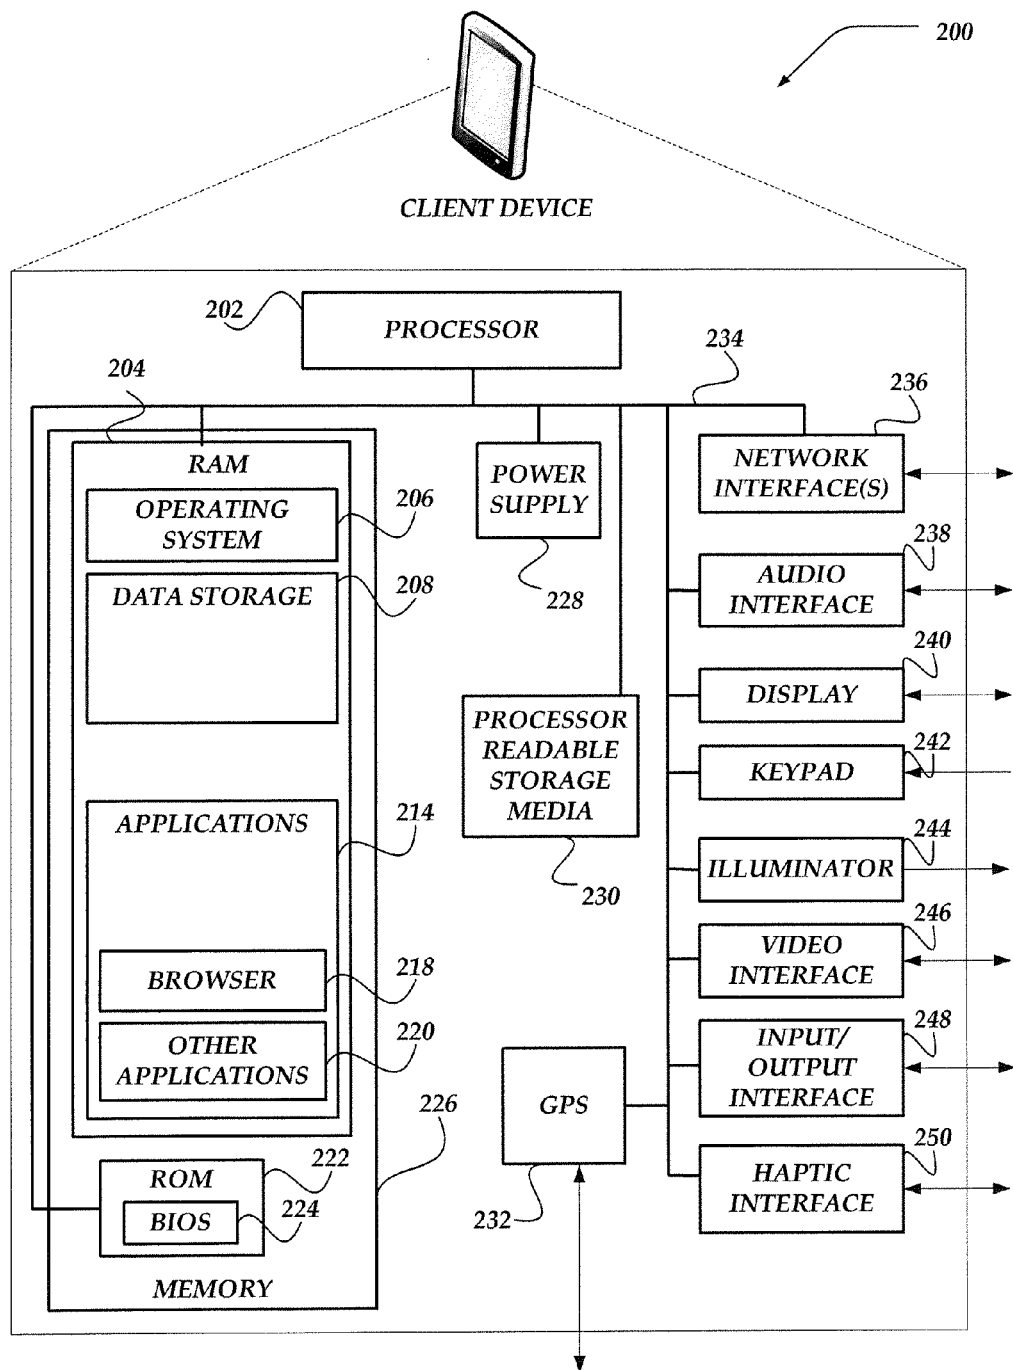 200
CLIENT DEVICE
202
PROCESSOR
234
204
236
RAM
POWER
SUPPLY
NETWORK
INTERFACE(S)
OPERATING
SYSTEM
206
228
238
AUDIO
INTERFACE
DATA STORAGE
208
240
DISPLAY
PROCESSOR
READABLE
STORAGE
MEDIA
242
KEYPAD
APPLICATIONS
214
230
244
ILLUMINATOR
246
VIDEO
INTERFACE
BROWSER
218
OTHER
APPLICATIONS
220
248
INPUT/
OUTPUT
INTERFACE
GPS
226
232
250
HAPTIC
INTERFACE
ROM
222
BIOS
224
MEMORY